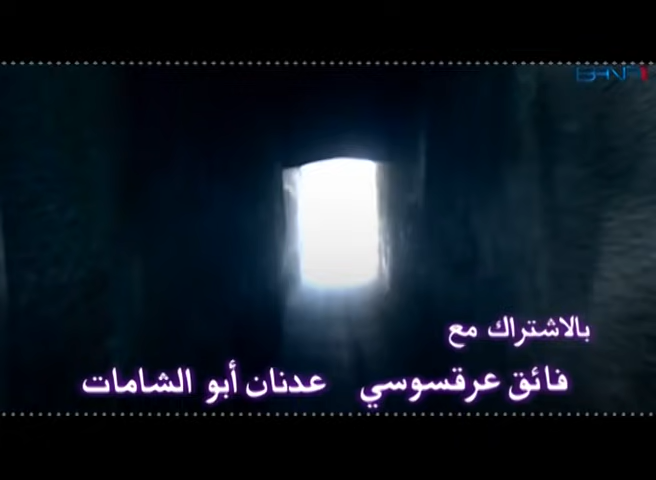 بالاشتراك مع
فائق عرقسوسي عدنان أبو الشامات